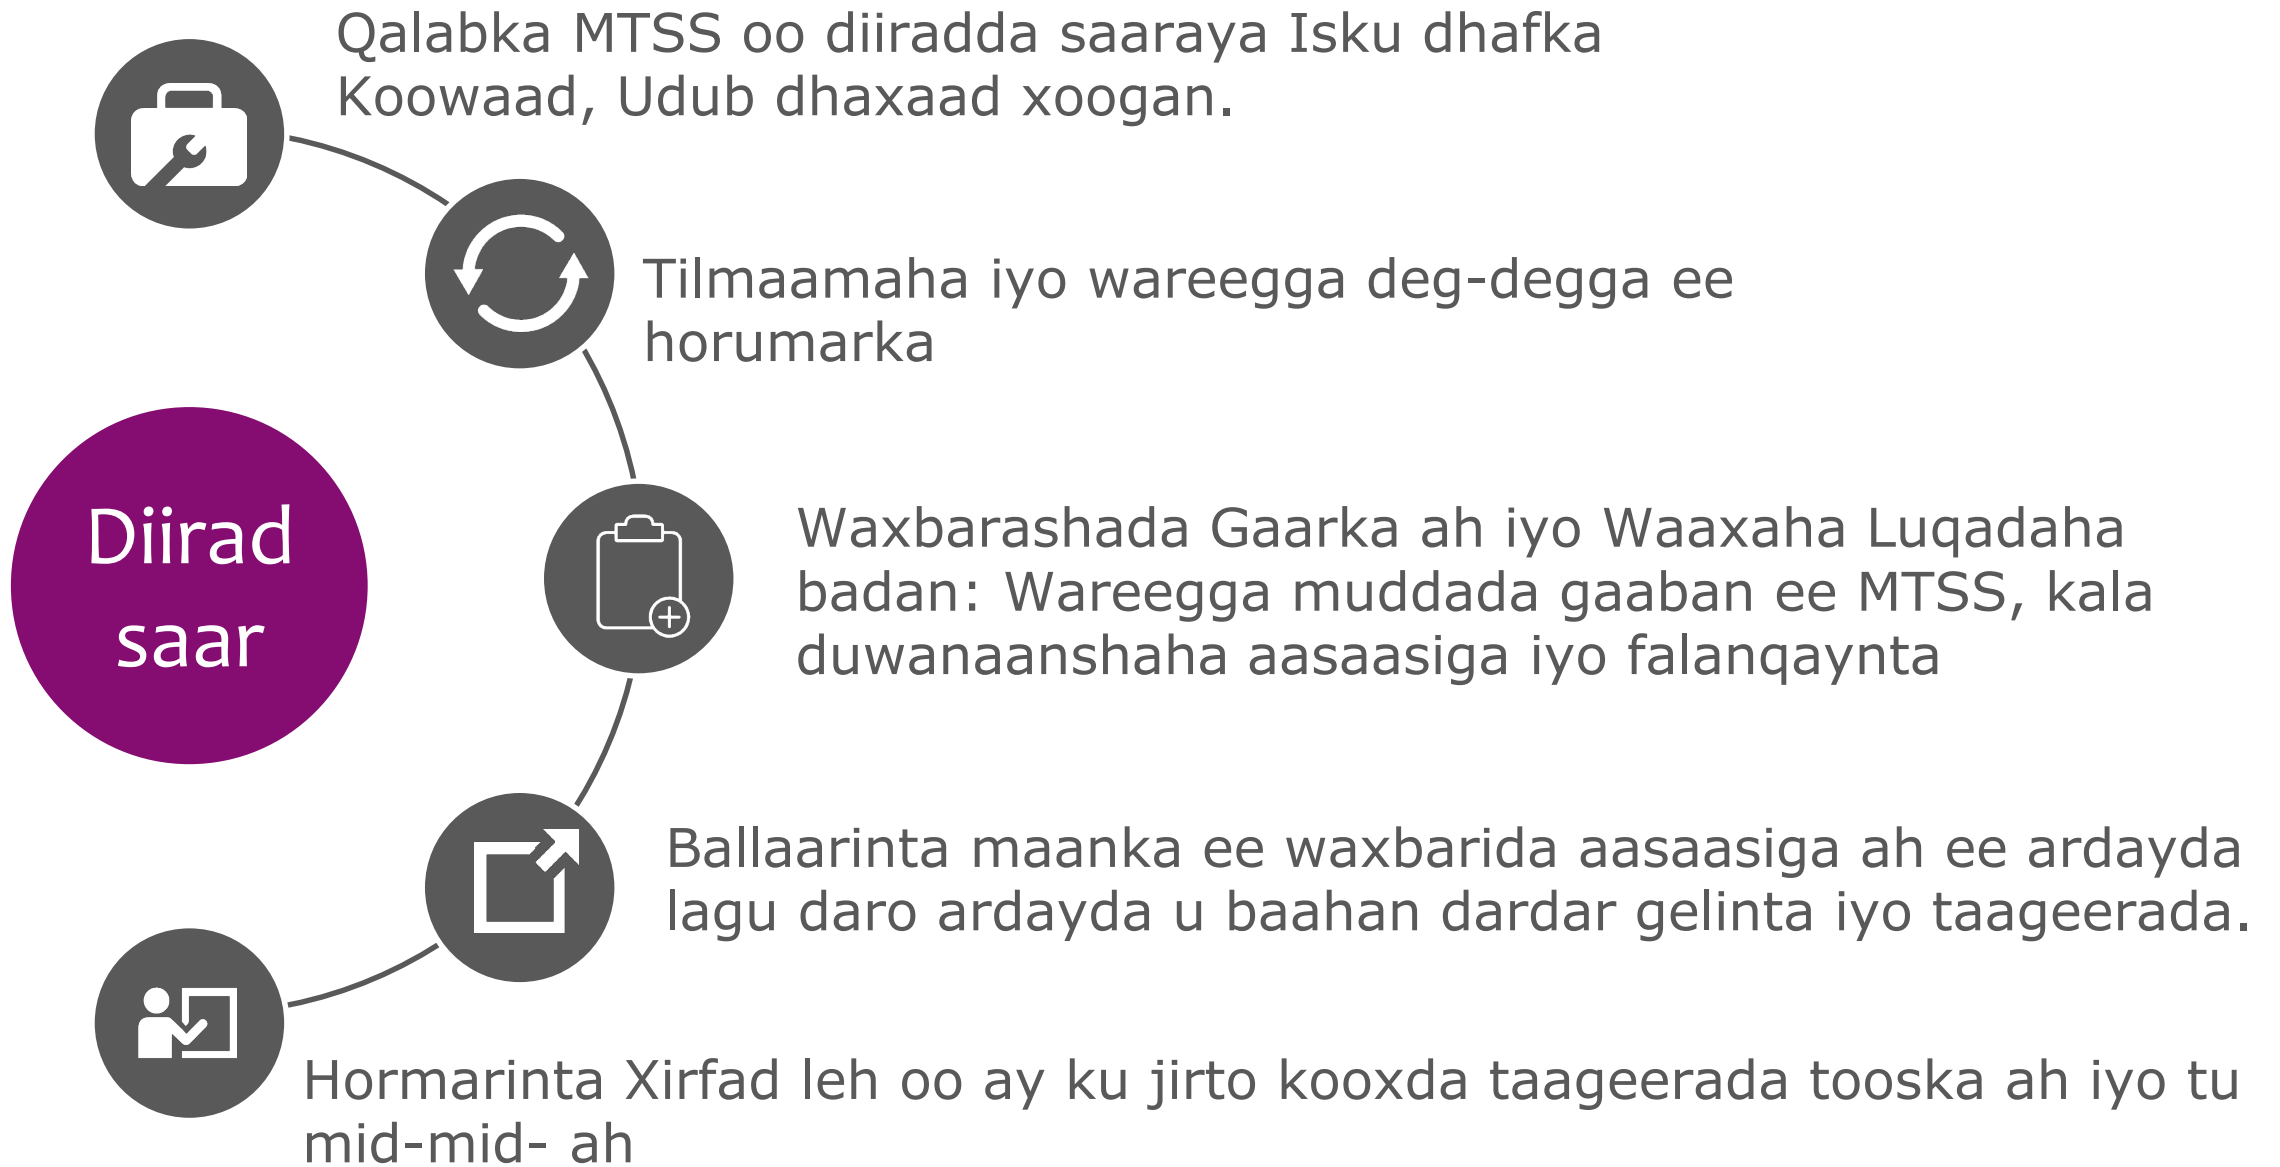 Qalabka MTSS oo diiradda saaraya Isku dhafka
Koowaad, Udub dhaxaad xoogan.
Tilmaamaha iyo wareegga deg-degga ee
horumarka
Diirad
saar
Waxbarashada Gaarka ah iyo Waaxaha Luqadaha
badan: Wareegga muddada gaaban ee MTSS, kala
duwanaanshaha aasaasiga iyo falanqaynta
Ballaarinta maanka ee waxbarida aasaasiga ah ee ardayda
lagu daro ardayda u baahan dardar gelinta iyo taageerada.
Hormarinta Xirfad leh oo ay ku jirto kooxda taageerada tooska ah iyo tu
mid-mid- ah